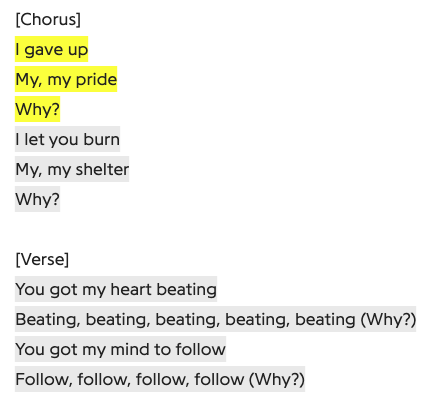 [Chorus]
I gave up
My, my pride
Why?
I let you burn
My, my shelter
Why?
[Verse]
You got my heart beating
Beating, beating, beating, beating, beating (Why?)
You got my mind to follow
Follow, follow, follow, follow (Why?)